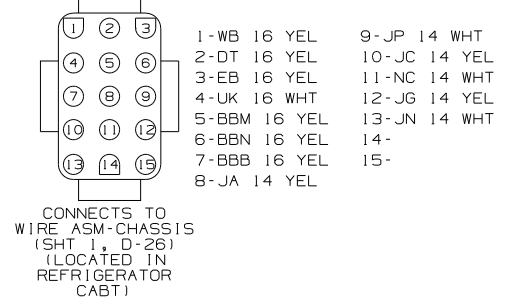 1 2 3
4 5 6
7 8 9
10 11 12
13 14 15
1-WB 16 YEL
2-DT 16 YEL
3-EB 16 YEL
4-UK 16 WHT
5-BBM 16 YEL
6-BBN 16 YEL
7-BBB 16 YEL
8-JA 14 YEL
9-JP 14 WHT
10-JC 14 YEL
11-NC 14 WHT
12-JG 14 YEL
13-JN 14 WHT
14-
15-
CONNECTS TO
WIRE ASM-CHASSIS
(SHT 1, D-26)
(LOCATED IN
REFRIGERATOR
CABT)